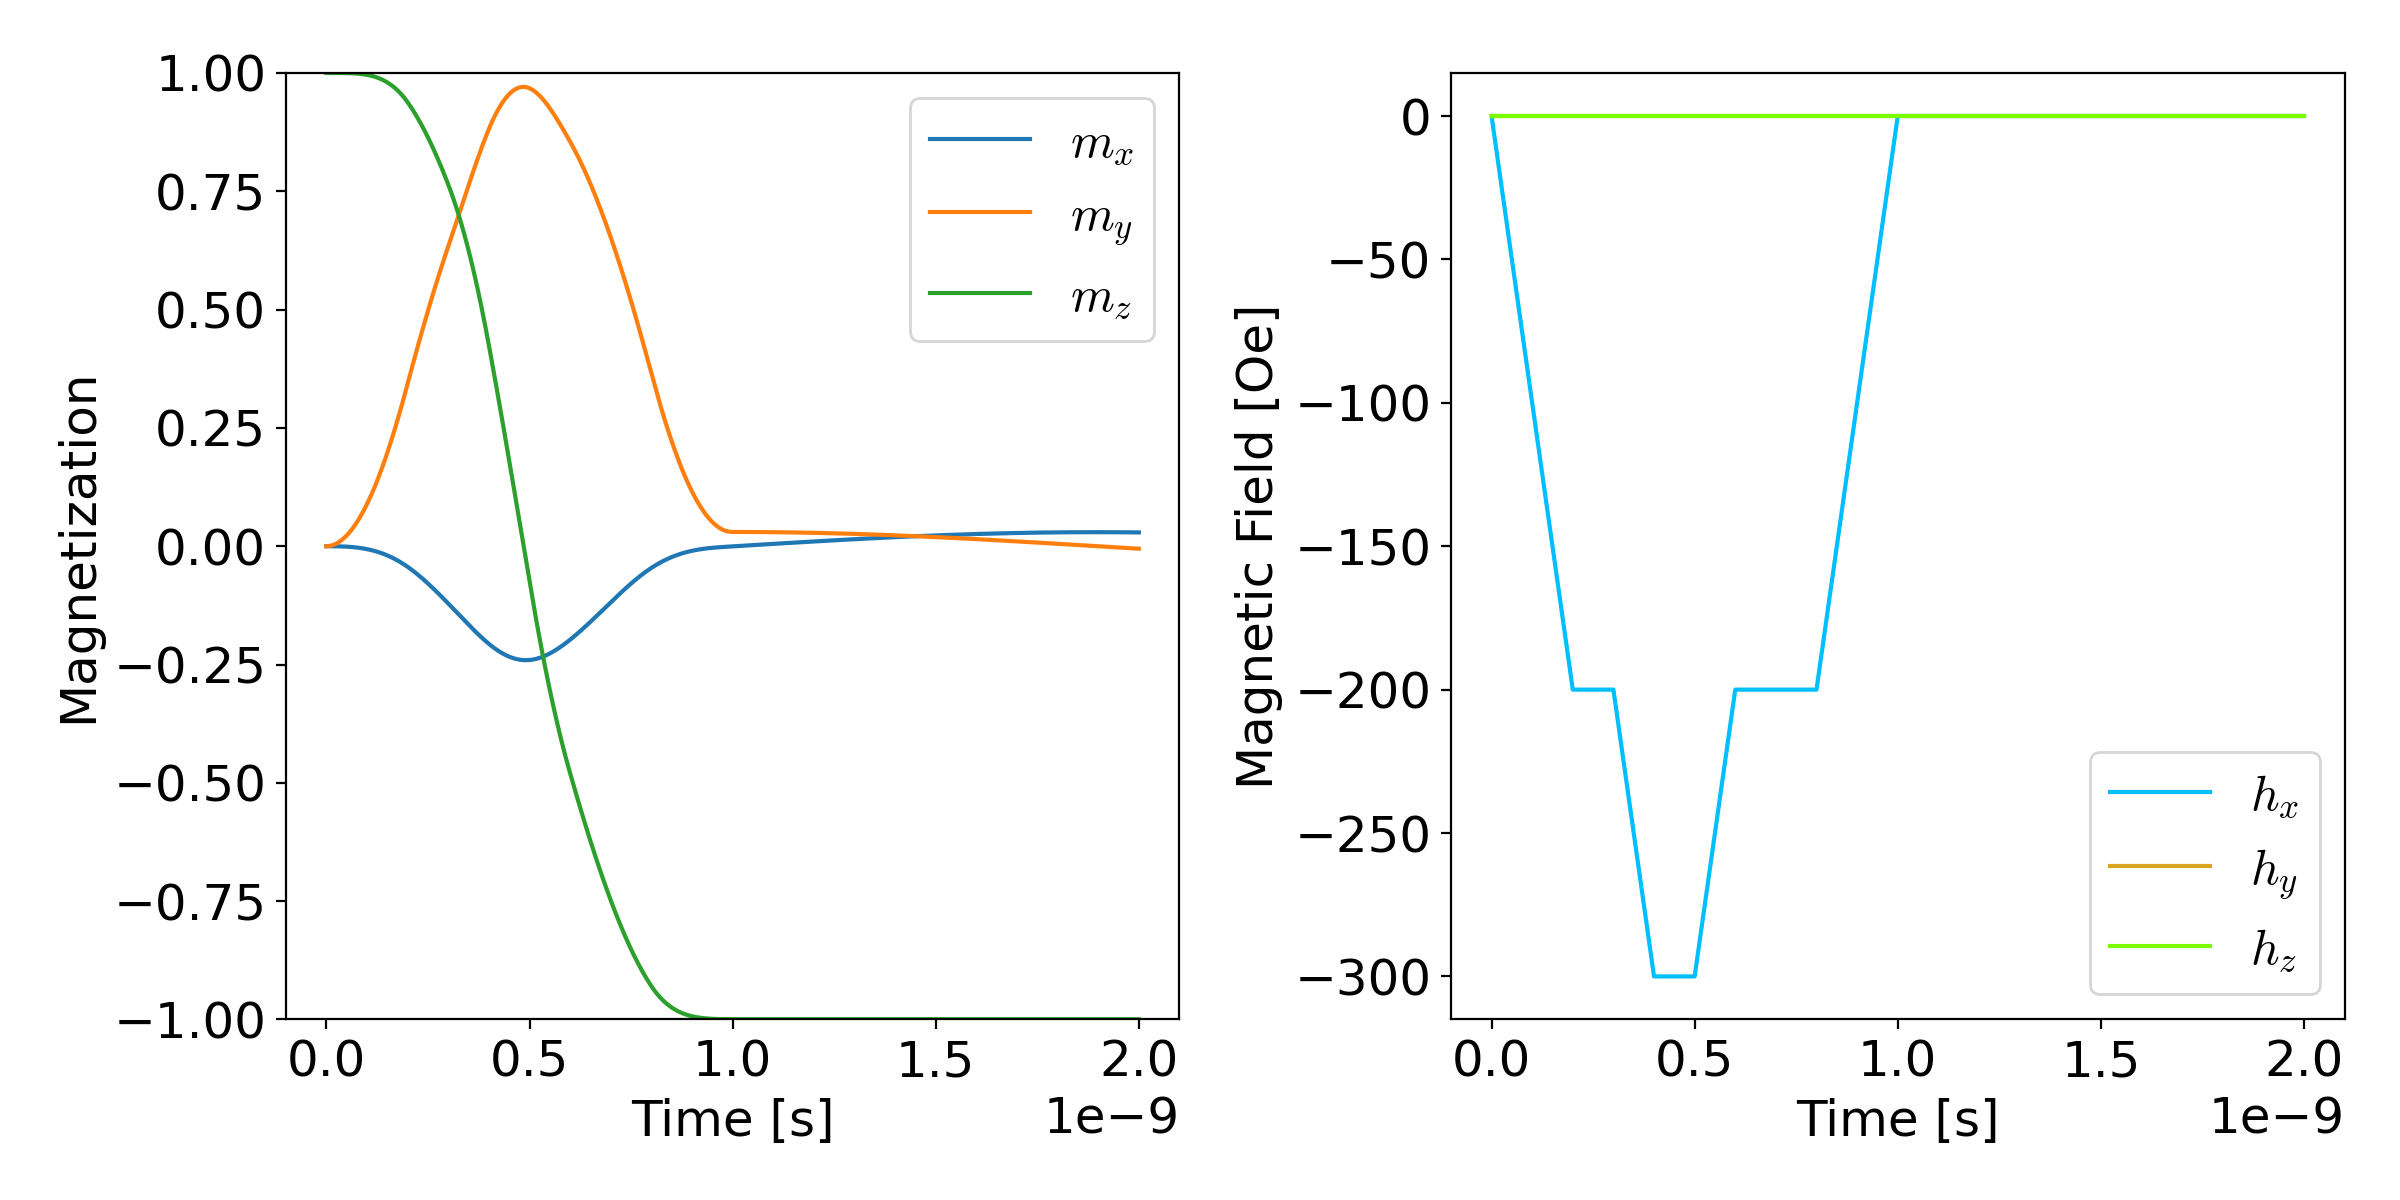 Magnetization
1.00
0.75
0.50
0.25
0.00
−0.25
−0.50
−0.75
−1.00
0.0 0.5 1.0 1.5 2.0
Time [s]
1e−9
m_x
m_y
m_z
Magnetic Field [Oe]
0
−50
−100
−150
−200
−250
−300
0.0 0.5 1.0 1.5 2.0
Time [s]
1e−9
h_x
h_y
h_z